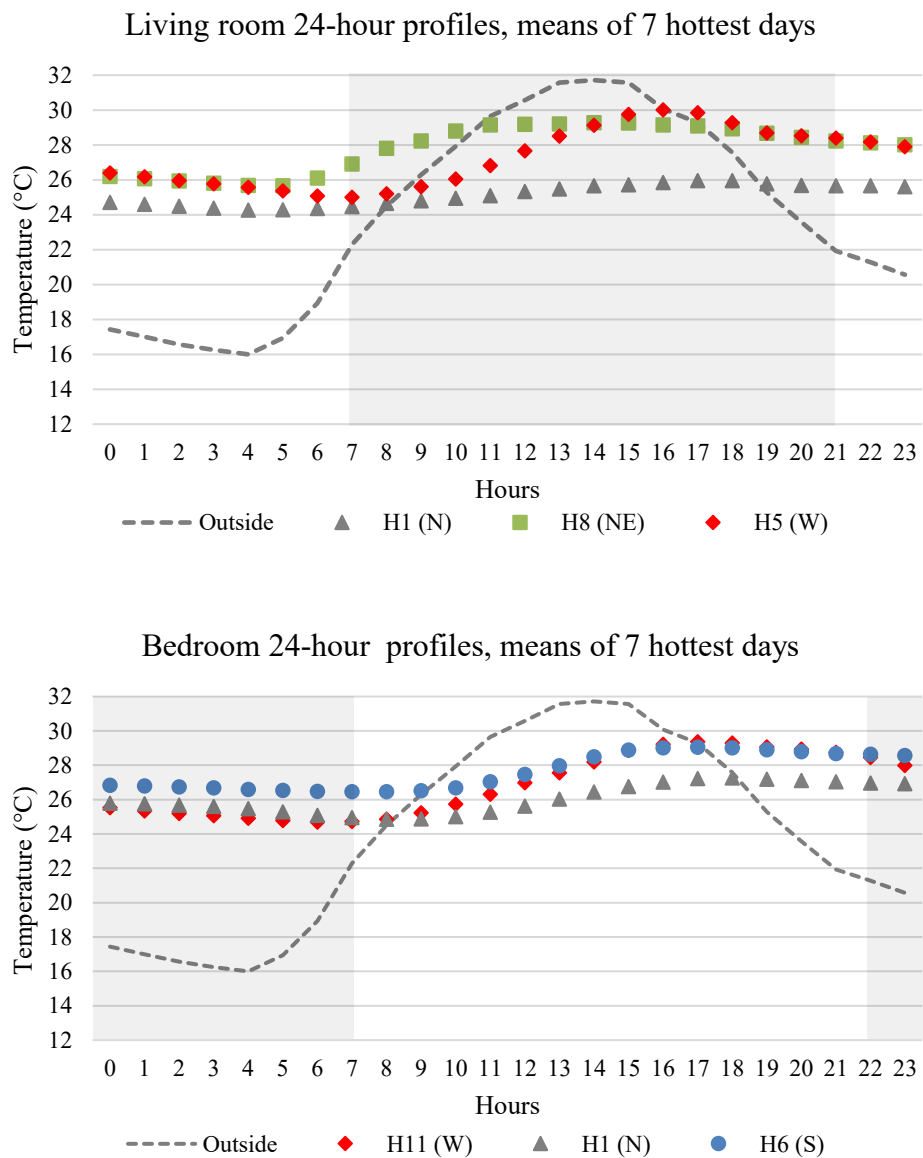 Living room 24-hour profiles, means of 7 hottest days
32
30
28
26
24
22
20
18
16
14
12
Temperature (°C)
0 1 2 3 4 5 6 7 8 9 10 11 12 13 14 15 16 17 18 19 20 21 22 23
Hours
Outside H1 (N) H8 (NE) H5 (W)
Bedroom 24-hour profiles, means of 7 hottest days
32
30
28
26
24
22
20
18
16
14
12
Temperature (°C)
0 1 2 3 4 5 6 7 8 9 10 11 12 13 14 15 16 17 18 19 20 21 22 23
Hours
Outside H11 (W) H1 (N) H6 (S)